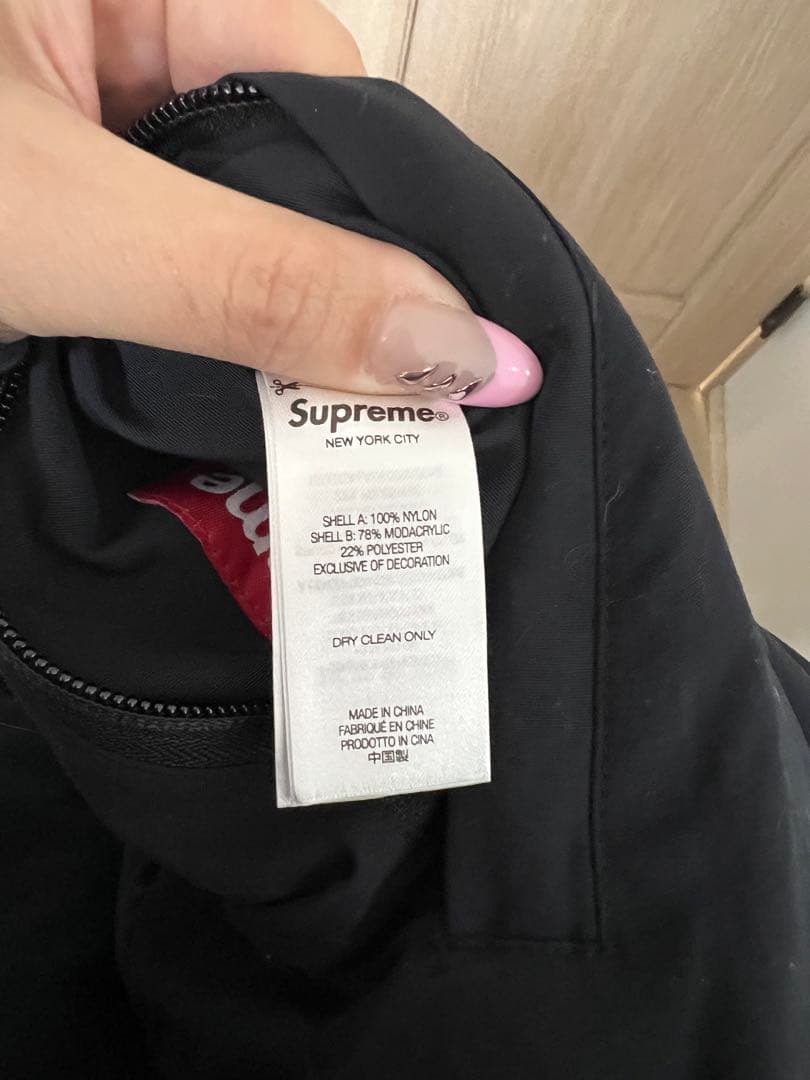 Supreme®
NEW YORK CITY
SHELL A: 100% NYLON
SHELL B: 78% MODACRYLIC
22% POLYESTER
EXCLUSIVE OF DECORATION
DRY CLEAN ONLY
MADE IN CHINA
FABRIQUÉ EN CHINE
PRODOTTO IN CINA
中国製
me